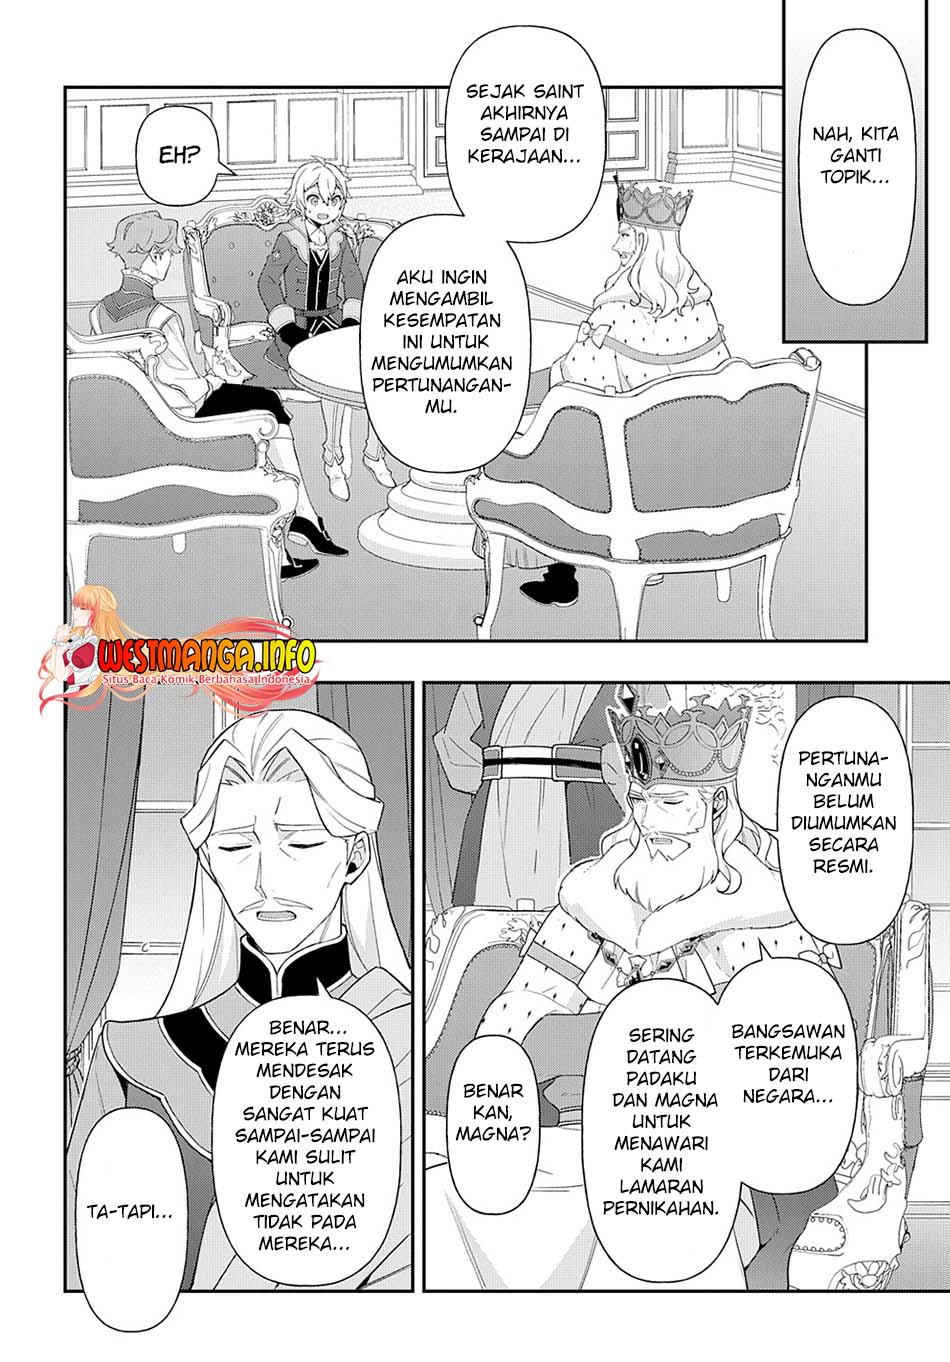 NAH, KITA
GANTI
TOPIK...
SEJAK SAINT
AKHIRNYA
SAMPAI DI
KERAJAAN...
AKU INGIN
MENGAMBIL
KESEMPATAN
INI UNTUK
MENGUMUMKAN
PERTUNANGAN-
MU.
EH?
PERTUNA-
NGANMU
BELUM
DIUMUMKAN
SECARA
RESMI.
BANGSAWAN
TERKEMUKA
DARI
NEGARA...
SERING
DATANG
PADAKU
DAN MAGNA
UNTUK
MENAWARI
KAMI
LAMARAN
PERNIKAHAN.
BENAR
KAN,
MAGNA?
BENAR...
MEREKA TERUS
MENDESAK
DENGAN
SANGAT KUAT
SAMPAI-SAMPAI
KAMI SULIT
UNTUK
MENGATAKAN
TIDAK PADA
MEREKA...
TA-TAPI...
WESTMANGA.INFO
Situs Baca Komik Berbahasa Indonesia